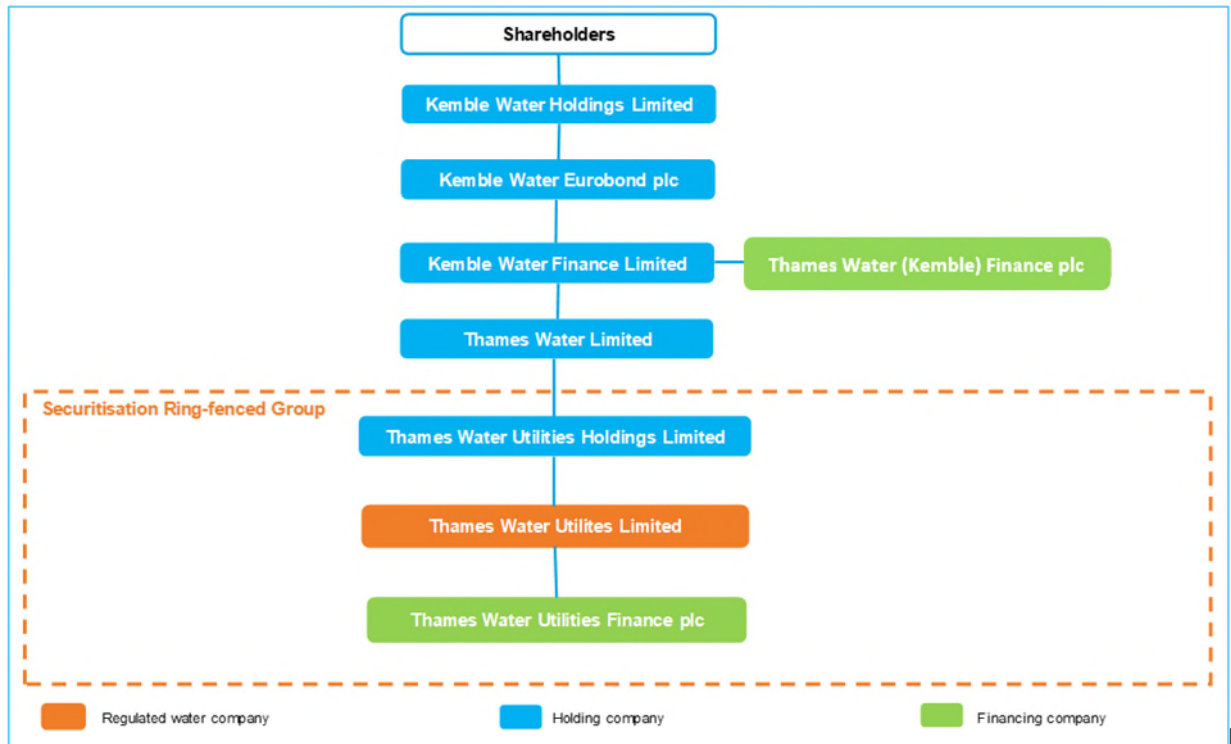 Shareholders
Kemble Water Holdings Limited
Kemble Water Eurobond plc
Kemble Water Finance Limited
Thames Water (Kemble) Finance plc
Thames Water Limited
Securitisation Ring-fenced Group
Thames Water Utilities Holdings Limited
Thames Water Utilites Limited
Thames Water Utilities Finance plc
Regulated water company
Holding company
Financing company